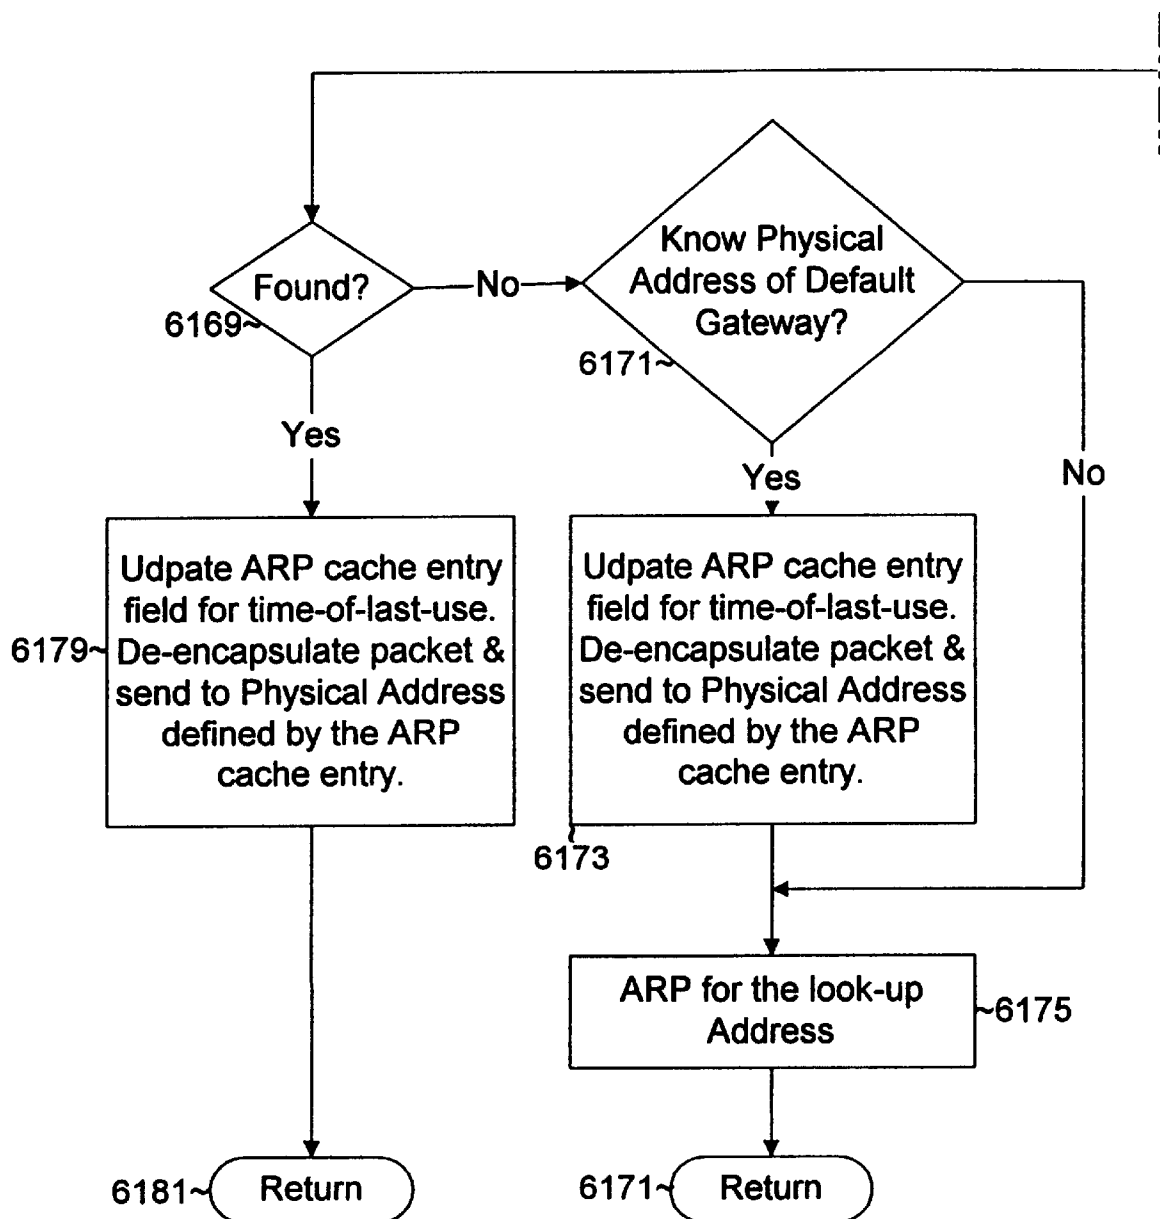 Found?
6169
No
Know Physical
Address of Default
Gateway?
6171
Yes
Yes
No
Udpate ARP cache entry
field for time-of-last-use.
De-encapsulate packet &
send to Physical Address
defined by the ARP
cache entry.
6179
Udpate ARP cache entry
field for time-of-last-use.
De-encapsulate packet &
send to Physical Address
defined by the ARP
cache entry.
6173
ARP for the look-up
Address
6175
6181
Return
6171
Return